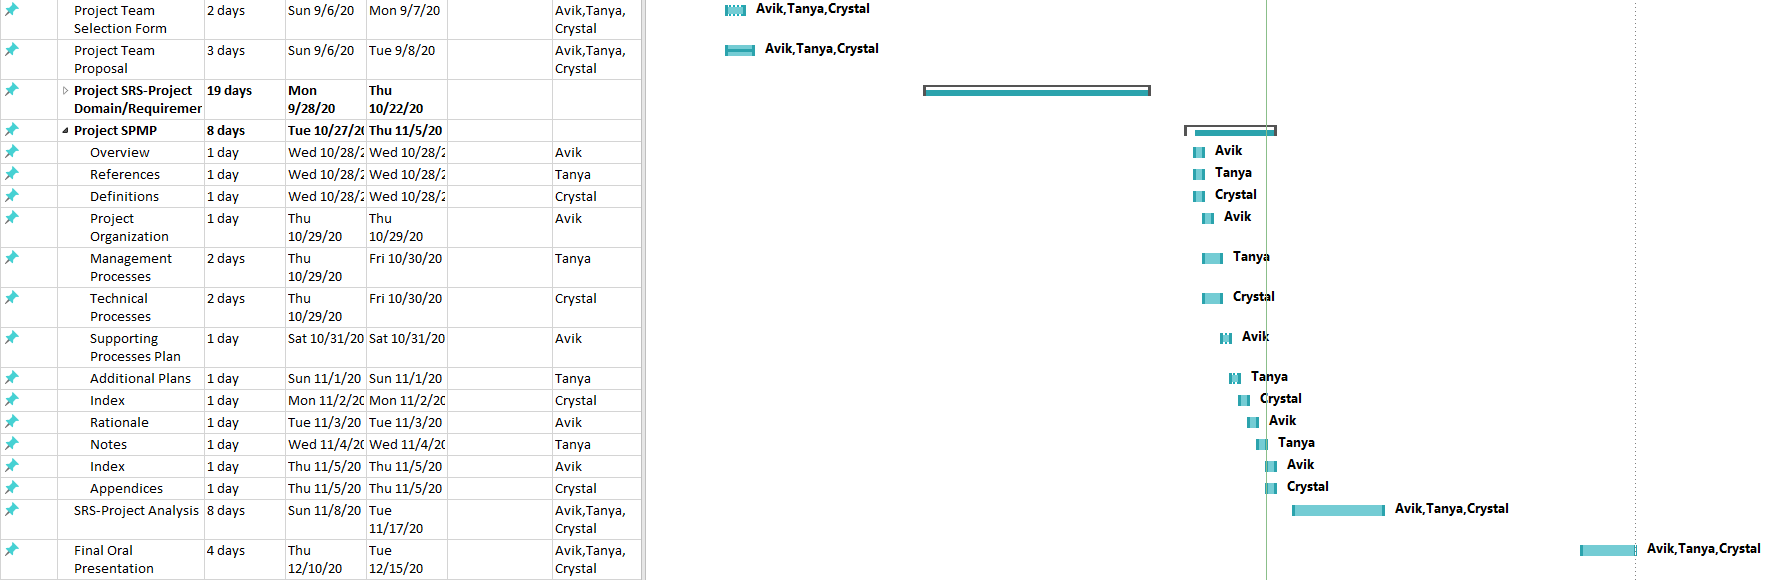 Project Team 2 days Sun 9/6/20 Mon 9/7/20 Avik,Tanya, Avik,Tanya,Crystal
Selection Form Crystal
Project Team 3 days Sun 9/6/20 Tue 9/8/20 Avik,Tanya, Avik,Tanya,Crystal
Proposal Crystal
Project SRS-Project 19 days Mon Thu
Domain/Requiremer 9/28/20 10/22/20
Project SPMP 8 days Tue 10/27/2 Thu 11/5/20
Overview 1 day Wed 10/28/2 Wed 10/28/2 Avik Avik
References 1 day Wed 10/28/2 Wed 10/28/2 Tanya Tanya
Definitions 1 day Wed 10/28/2 Wed 10/28/2 Crystal Crystal
Project 1 day Thu Thu Avik Avik
Organization 10/29/20 10/29/20
Management 2 days Thu Fri 10/30/20 Tanya Tanya
Processes 10/29/20
Technical 2 days Thu Fri 10/30/20 Crystal Crystal
Processes 10/29/20
Supporting 1 day Sat 10/31/20 Sat 10/31/20 Avik Avik
Processes Plan
Additional Plans 1 day Sun 11/1/20 Sun 11/1/20 Tanya Tanya
Index 1 day Mon 11/2/20 Mon 11/2/20 Crystal Crystal
Rationale 1 day Tue 11/3/20 Tue 11/3/20 Avik Avik
Notes 1 day Wed 11/4/20 Wed 11/4/20 Tanya Tanya
Index 1 day Thu 11/5/20 Thu 11/5/20 Avik Avik
Appendices 1 day Thu 11/5/20 Thu 11/5/20 Crystal Crystal
SRS-Project Analysis 8 days Sun 11/8/20 Tue Avik,Tanya, Avik,Tanya,Crystal
11/17/20 Crystal
Final Oral 4 days Thu Tue Avik,Tanya, Avik,Tanya,Crystal
Presentation 12/10/20 12/15/20 Crystal